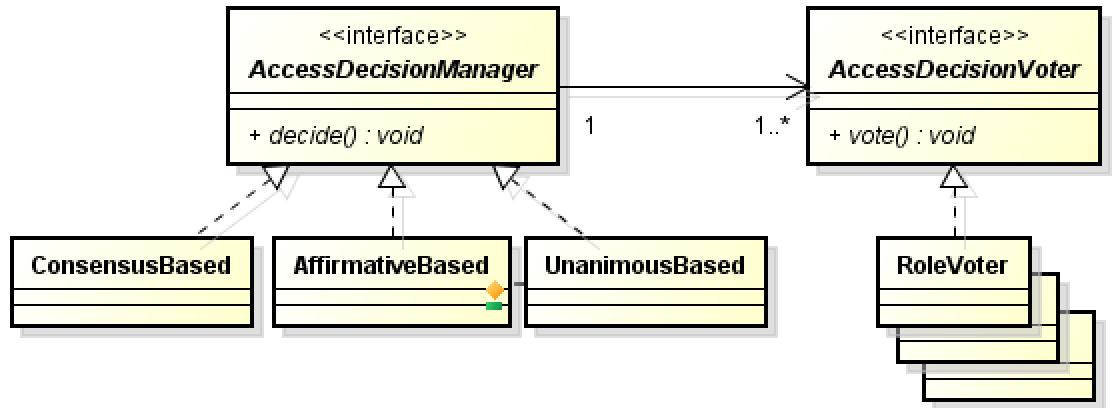 <<interface>>
AccessDecisionManager
+ decide() : void
1
1..*
<<interface>>
AccessDecisionVoter
+ vote() : void
ConsensusBased
AffirmativeBased
UnanimousBased
RoleVoter